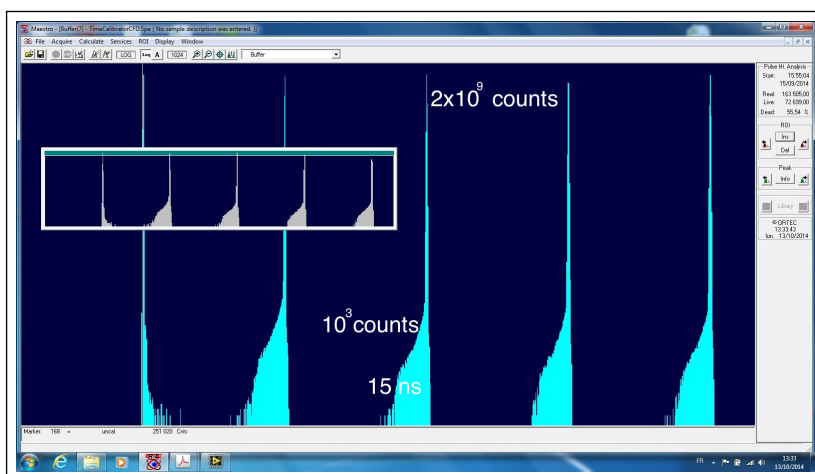 Maestro - [Buffer(7) - TimeCalibratorCFD.Spe ( No sample description was entered. )]
File Acquire Calculate Services ROI Display Window
LOG Log A 1024 Buffer
Pulse Ht. Analysis
Start: 15:55:04
15/09/2014
Real: 163 505,00
Live: 72 699,00
Dead: 55,54 %
ROI
Ins
Del
Peak
Info
Library
ORTEC
13:33:43
lun. 13/10/2014
2x10⁹ counts
10³ counts
15 ns
Marker: 168 = uncal 251 020 Cnts
FR 13:33
13/10/2014